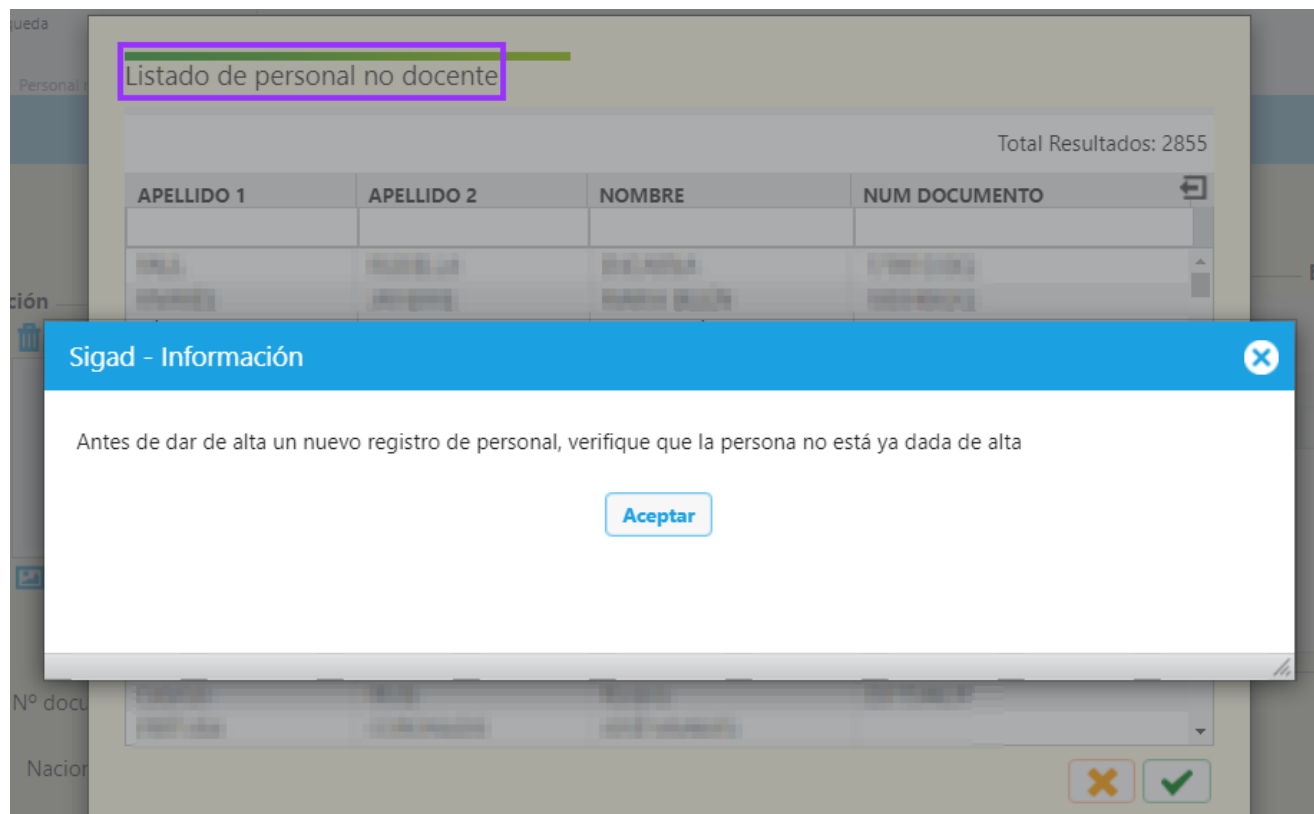 ueda
Personal
Listado de personal no docente
Total Resultados: 2855
APELLIDO 1 APELLIDO 2 NOMBRE NUM DOCUMENTO
ción
Sigad - Información
Antes de dar de alta un nuevo registro de personal, verifique que la persona no está ya dada de alta
Aceptar
Nº docu
Nacion